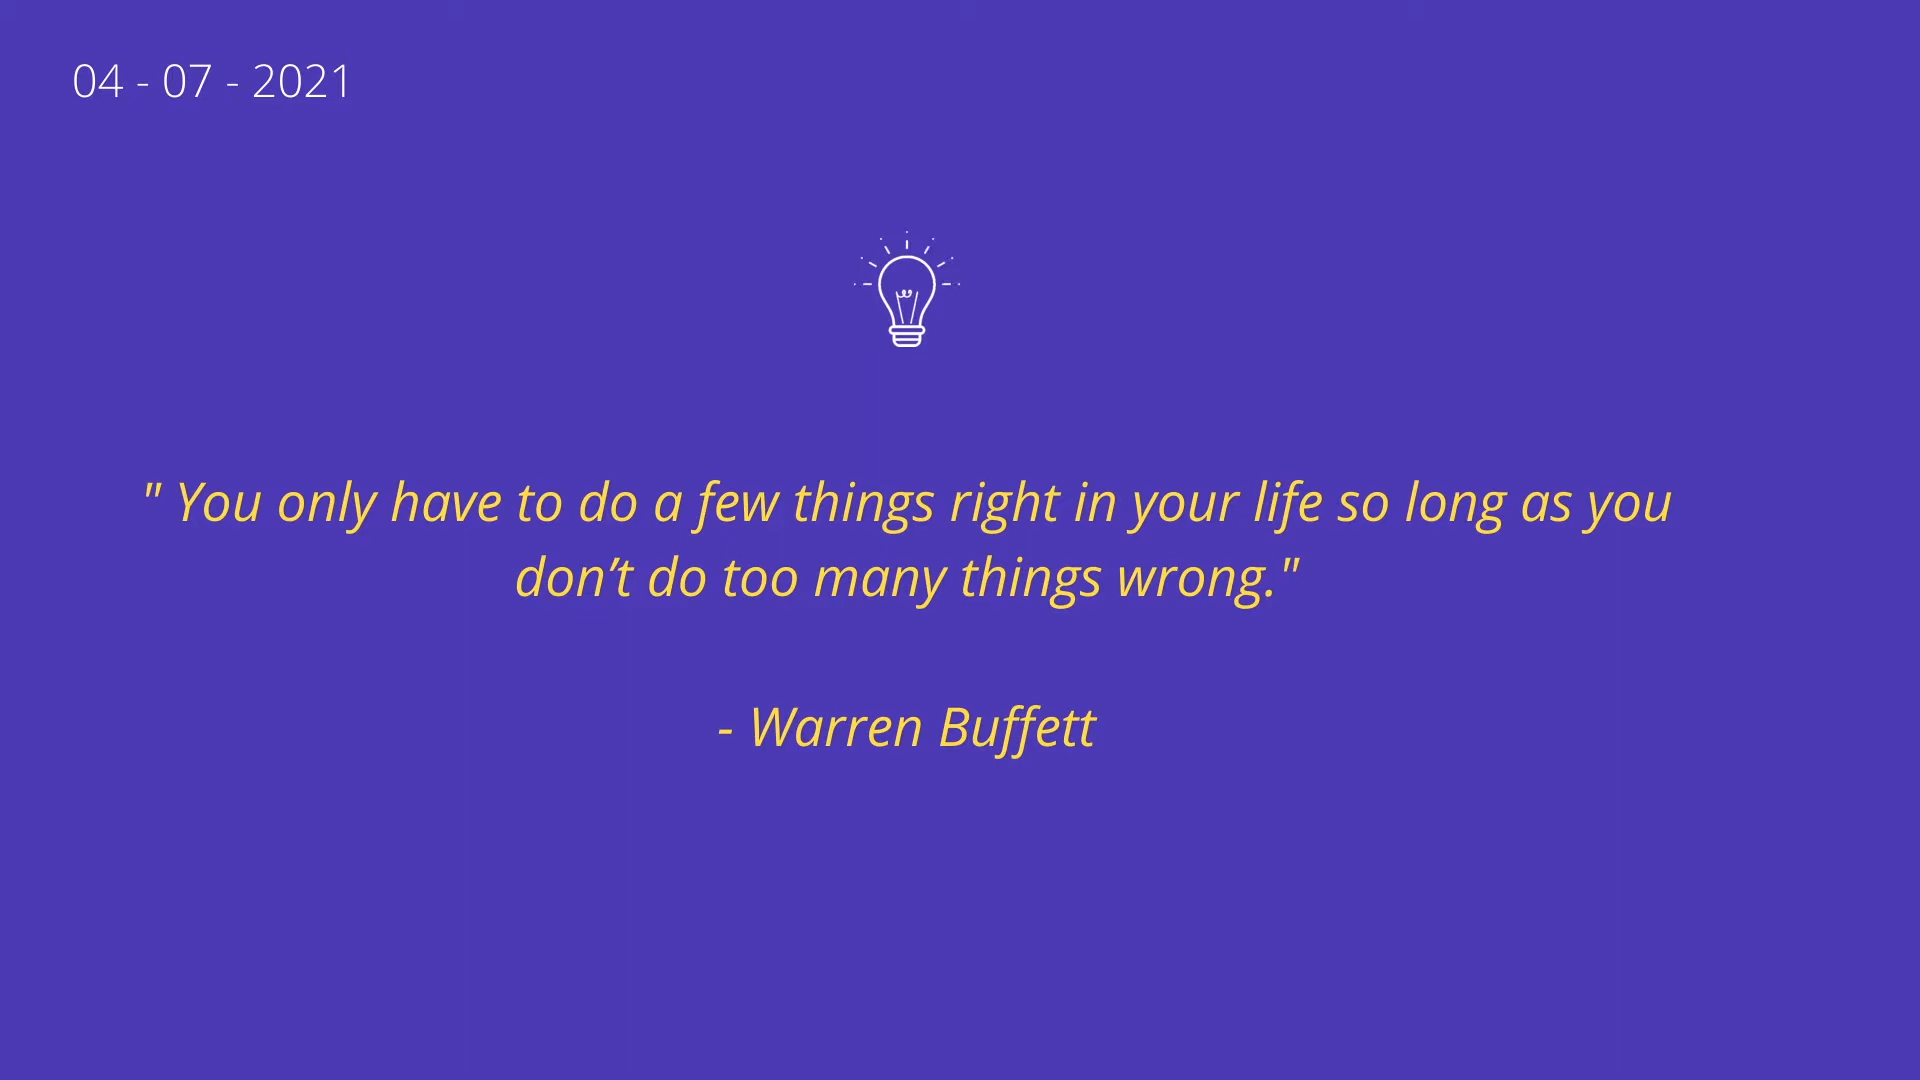 04 - 07 - 2021
" You only have to do a few things right in your life so long as you
don’t do too many things wrong."
- Warren Buffett